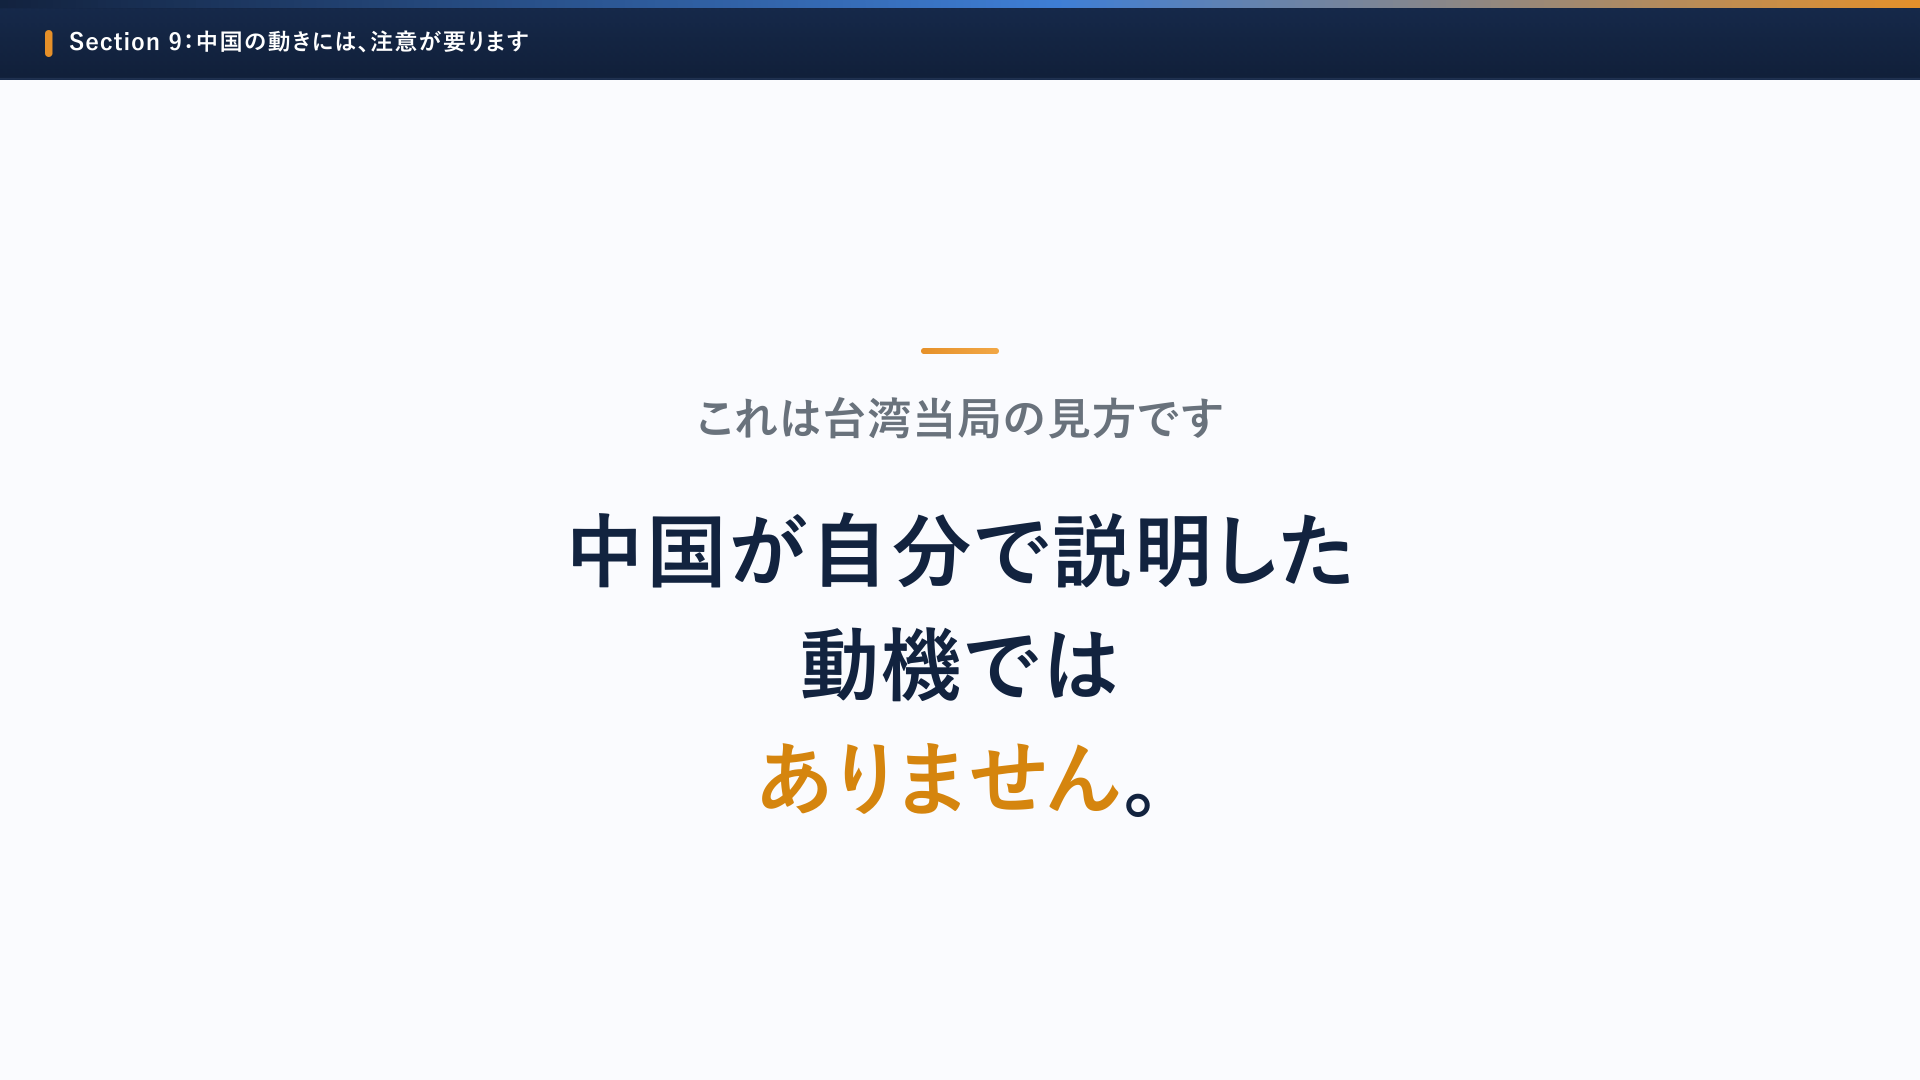 Section 9：中国の動きには、注意が要ります
これは台湾当局の見方です
中国が自分で説明した
動機では
ありません。